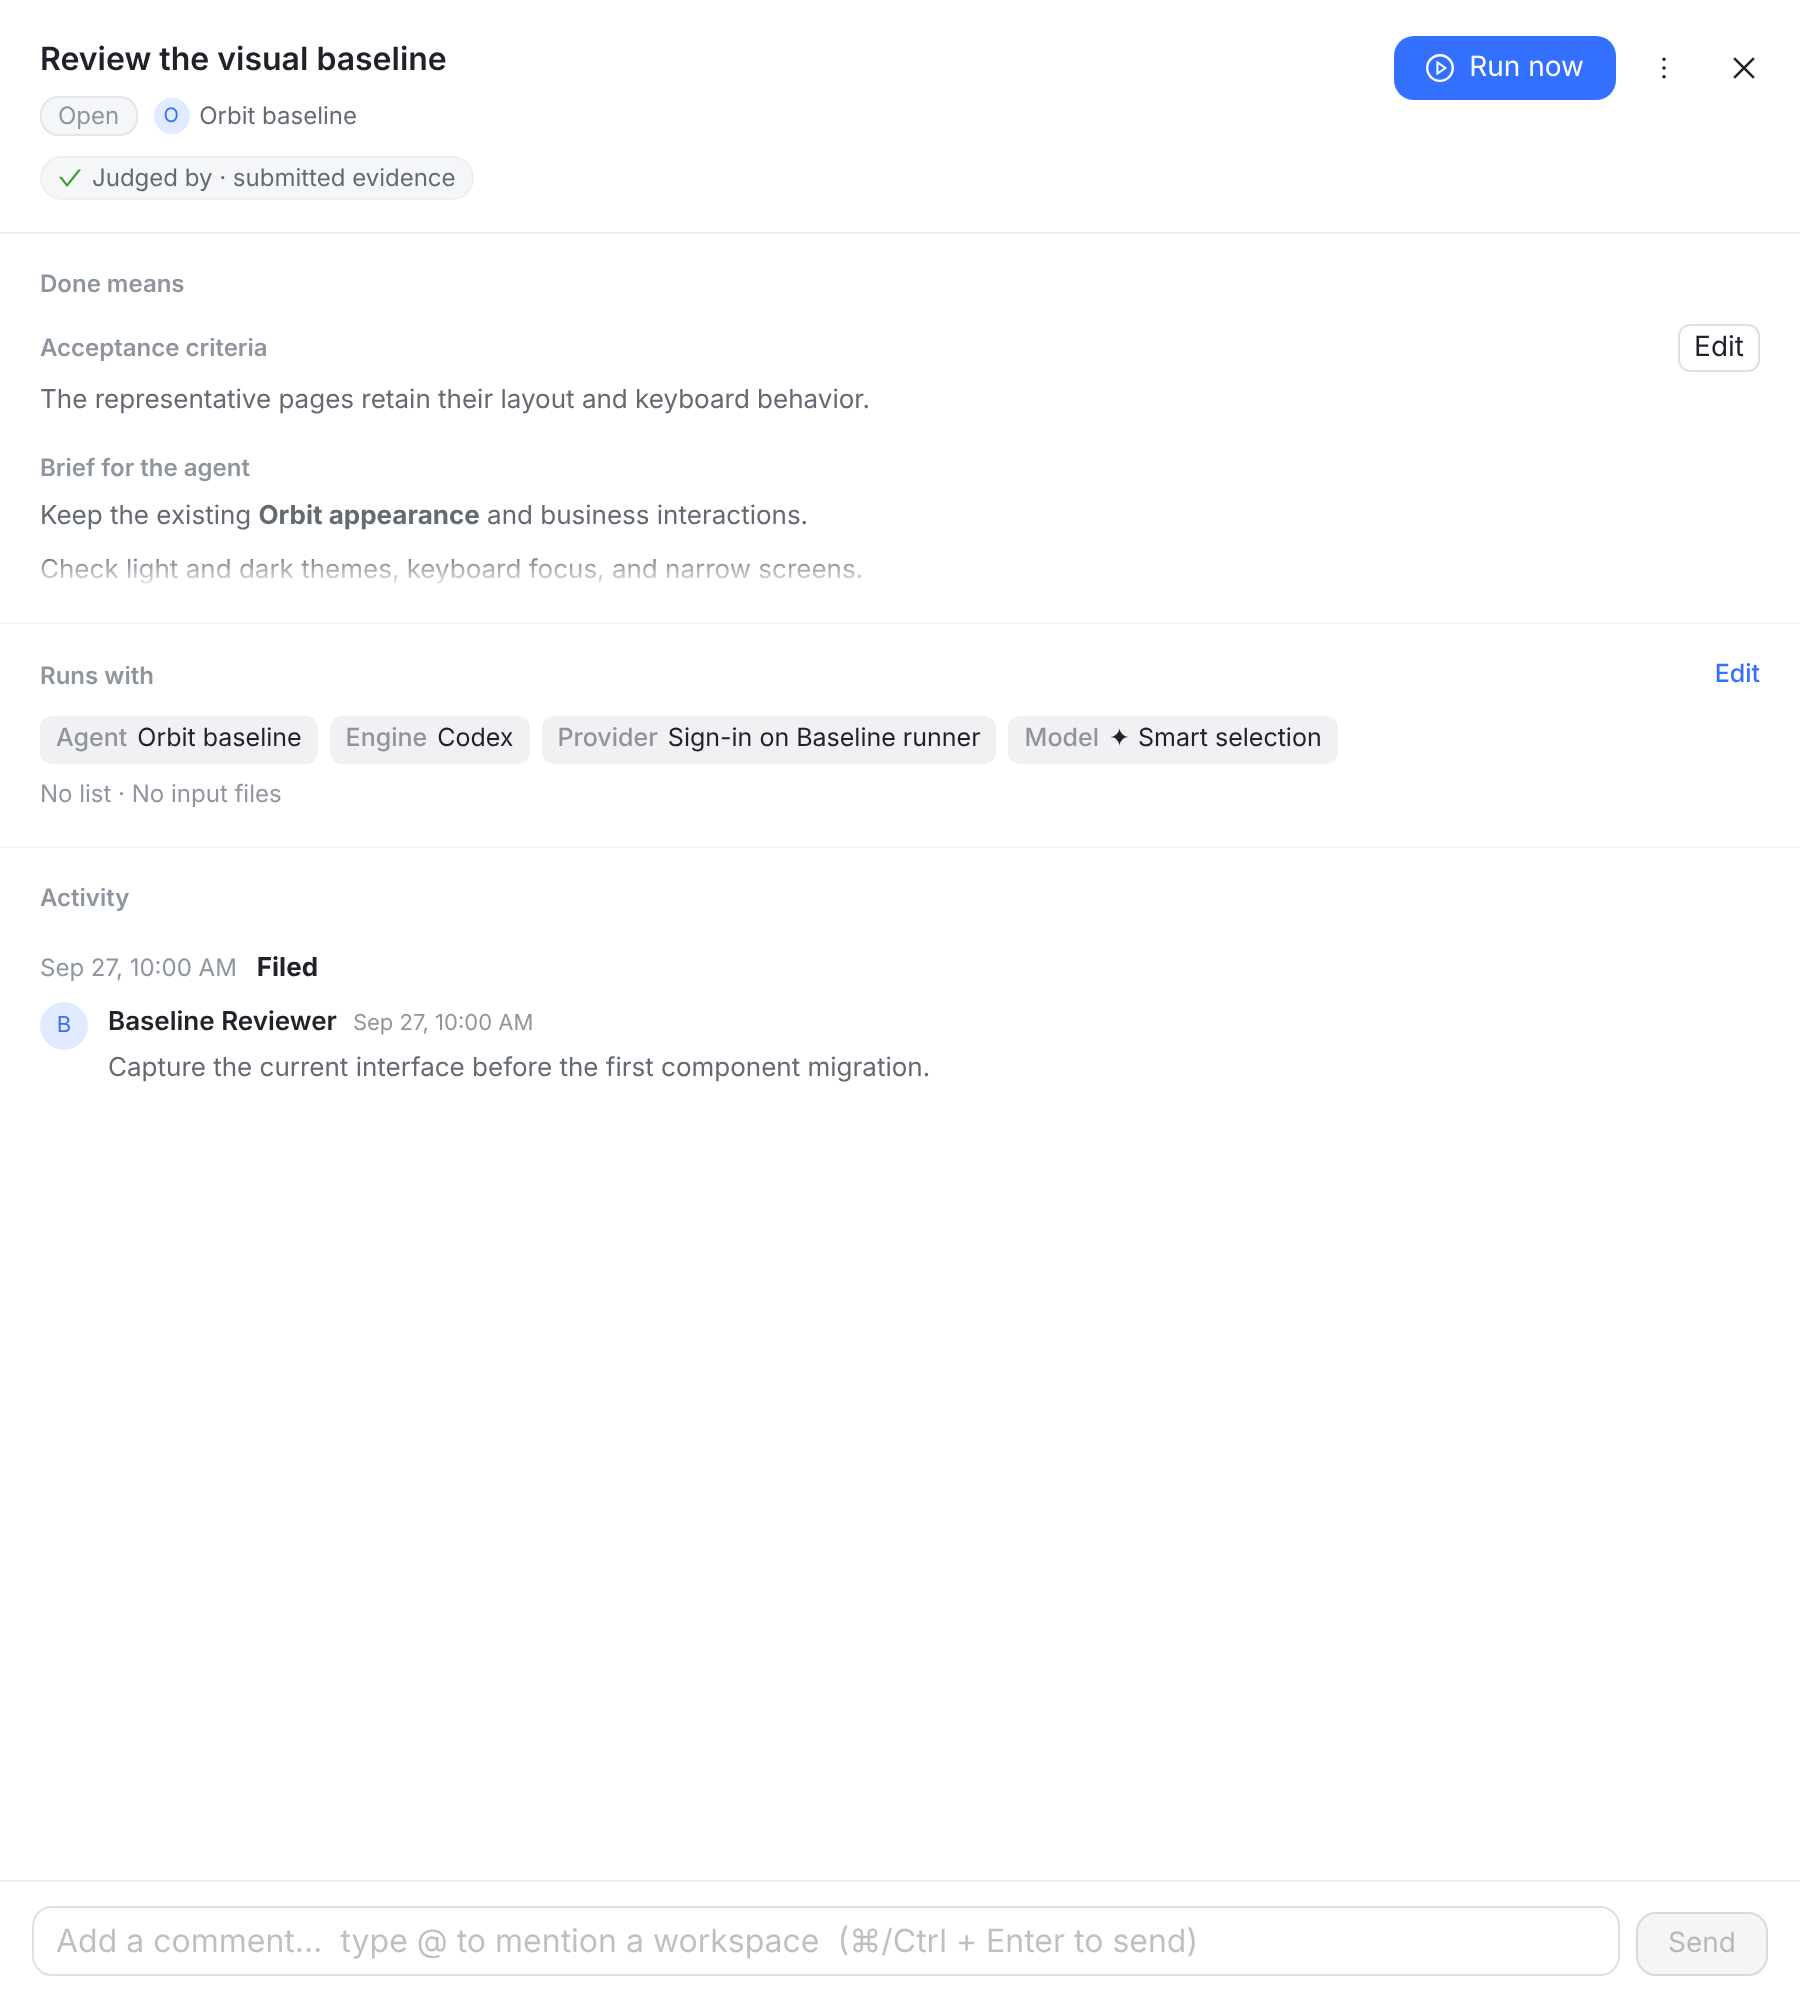 Review the visual baseline
Run now
Open
O Orbit baseline
Judged by · submitted evidence
Done means
Acceptance criteria
Edit
The representative pages retain their layout and keyboard behavior.
Brief for the agent
Keep the existing Orbit appearance and business interactions.
Check light and dark themes, keyboard focus, and narrow screens.
Runs with
Edit
Agent Orbit baseline Engine Codex Provider Sign-in on Baseline runner Model ✦ Smart selection
No list · No input files
Activity
Sep 27, 10:00 AM Filed
B Baseline Reviewer Sep 27, 10:00 AM
Capture the current interface before the first component migration.
Add a comment... type @ to mention a workspace (⌘/Ctrl + Enter to send)
Send